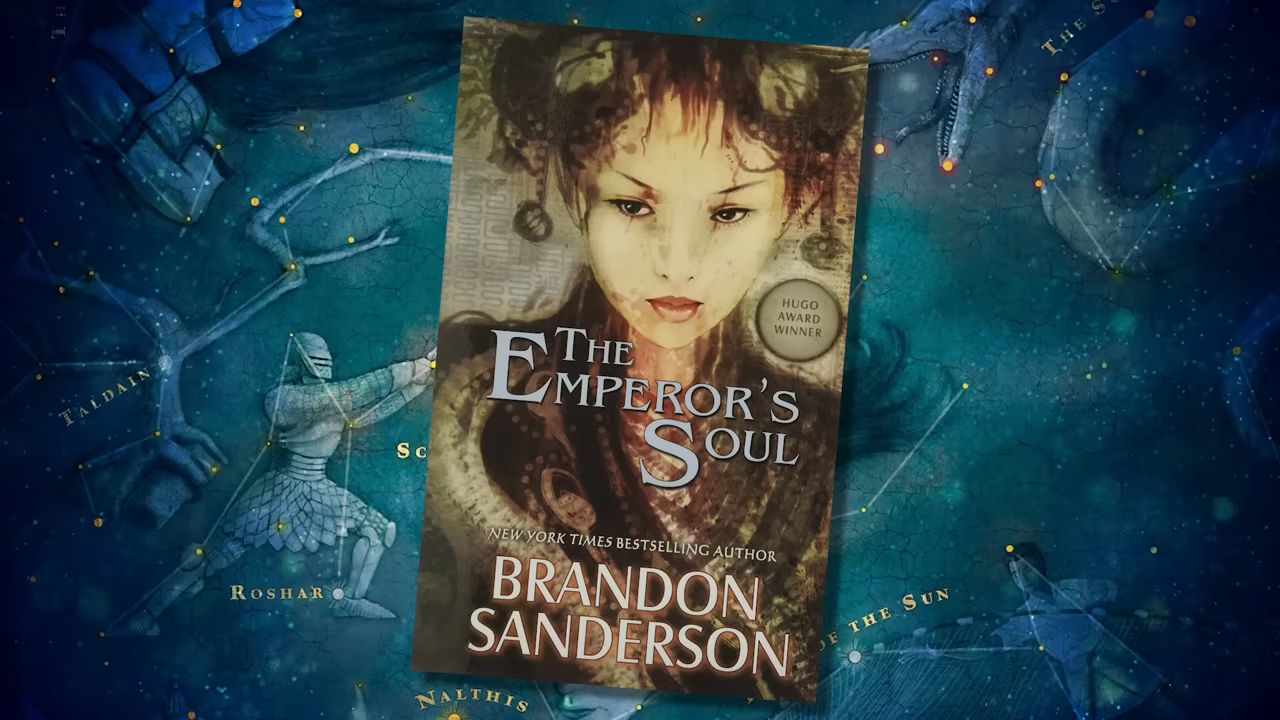 THE SC
HUGO
AWARD
WINNER
THE
EMPEROR'S
SOUL
TALDAIN
SC
NEW YORK TIMES BESTSELLING AUTHOR
BRANDON
SANDERSON
ROSHAR
OF THE SUN
NALTHIS